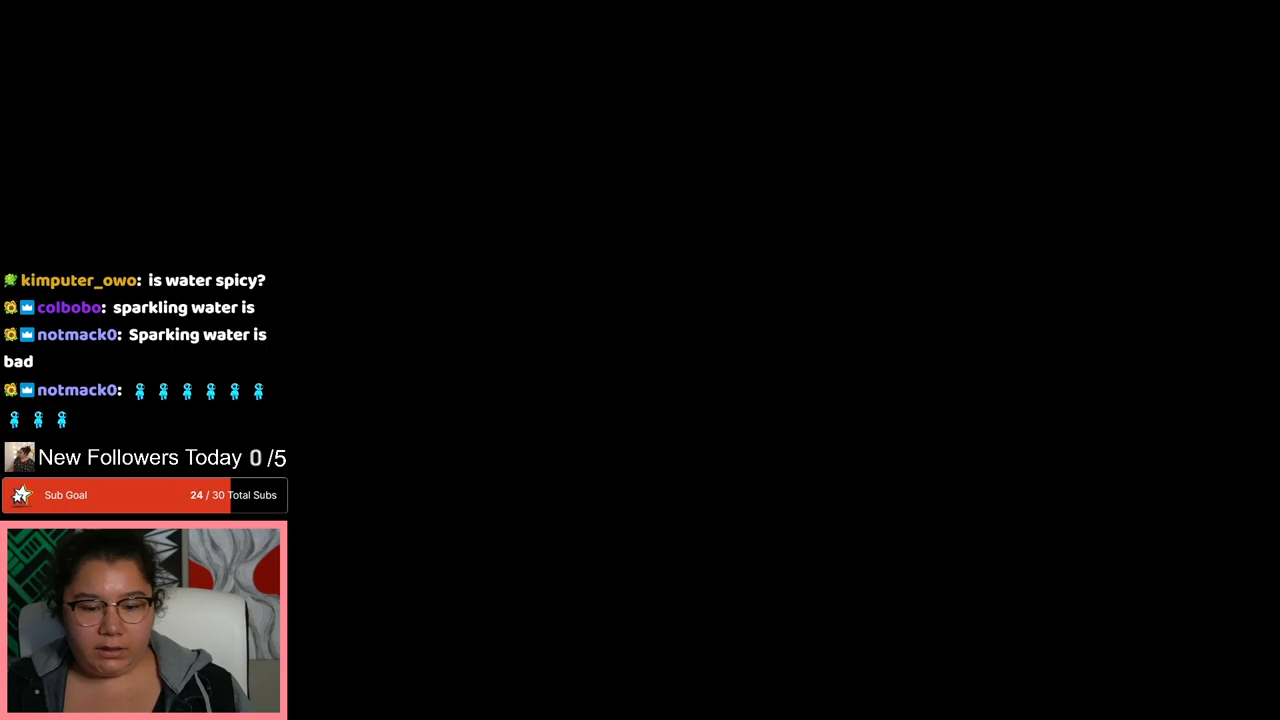 kimputer_owo: is water spicy?
colbobo: sparkling water is
notmack0: Sparking water is
bad
notmack0:
New Followers Today 0 /5
Sub Goal 24 / 30 Total Subs